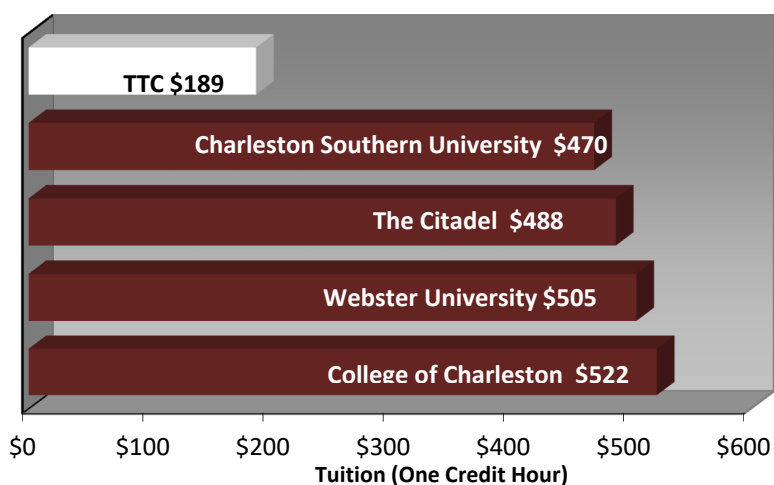 TTC $189
Charleston Southern University $470
The Citadel $488
Webster University $505
College of Charleston $522
$0 $100 $200 $300 $400 $500 $600
Tuition (One Credit Hour)